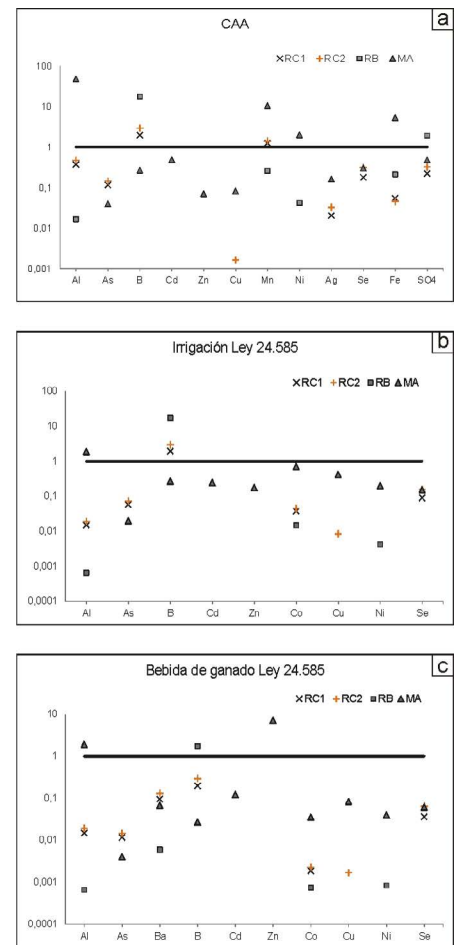 CAA
a
×RC1 +RC2 ■RB ▲MA
100
10
1
0,1
0,01
0,001
Al As B Cd Zn Cu Mn Ni Ag Se Fe SO4
Irrigación Ley 24.585
b
×RC1 +RC2 ■RB ▲MA
100
10
1
0,1
0,01
0,001
0,0001
Al As B Cd Zn Co Cu Ni Se
Bebida de ganado Ley 24.585
c
×RC1 +RC2 ■RB ▲MA
10
1
0,1
0,01
0,001
0,0001
Al As Ba B Cd Zn Co Cu Ni Se